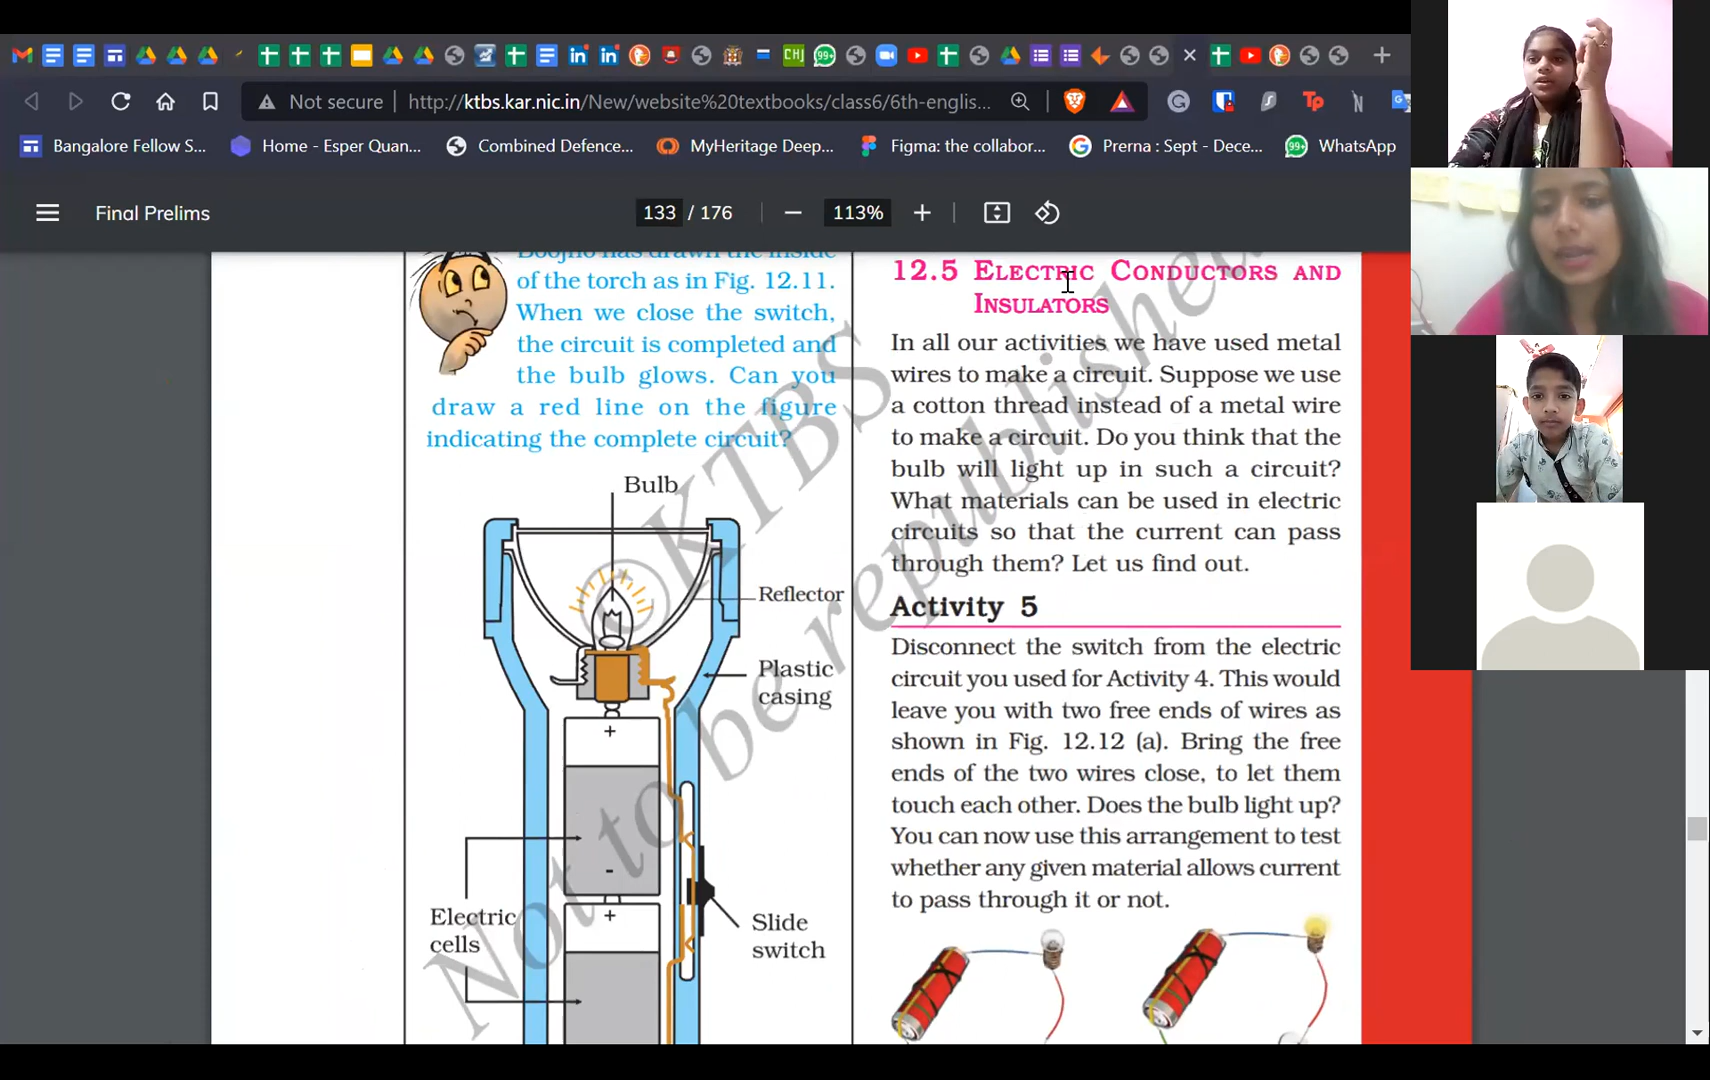 Not secure
http://ktbs.kar.nic.in/New/website%20textbooks/class6/6th-englis...
Bangalore Fellow S...
Home - Esper Quan...
Combined Defence...
MyHeritage Deep...
Figma: the collabor...
Prerna : Sept - Dece...
WhatsApp
Final Prelims
133 / 176
113%
of the torch as in Fig. 12.11.
When we close the switch,
the circuit is completed and
the bulb glows. Can you
draw a red line on the figure
indicating the complete circuit?
Bulb
Reflector
Plastic
casing
+
-
+
Electric
cells
Slide
switch
12.5 ELECTRIC CONDUCTORS AND
INSULATORS
In all our activities we have used metal
wires to make a circuit. Suppose we use
a cotton thread instead of a metal wire
to make a circuit. Do you think that the
bulb will light up in such a circuit?
What materials can be used in electric
circuits so that the current can pass
through them? Let us find out.
Activity 5
Disconnect the switch from the electric
circuit you used for Activity 4. This would
leave you with two free ends of wires as
shown in Fig. 12.12 (a). Bring the free
ends of the two wires close, to let them
touch each other. Does the bulb light up?
You can now use this arrangement to test
whether any given material allows current
to pass through it or not.
©KTBS
Not to be republished